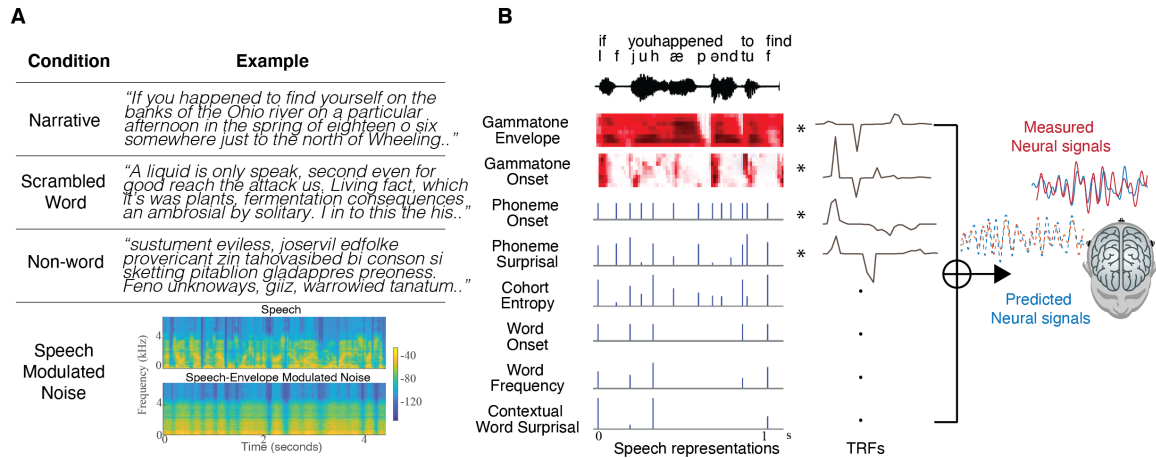 A
Condition
Example
Narrative
“If you happened to find yourself on the
banks of the Ohio river on a particular
afternoon in the spring of eighteen o six
somewhere just to the north of Wheeling..”
Scrambled
Word
“A liquid is only speak, second even for
good reach the attack us. Living fact, which
it's was plants, fermentation consequences
an ambrosial by solitary. I in to this the his..”
Non-word
“sustument eviless, joservil edfolke
provericant zin tahovasibed bi conson si
sketting pitablion gladappres preoness.
Feno unknoways, giiz, warrowied tanatum..”
Speech
Modulated
Noise
Speech
Speech-Envelope Modulated Noise
Frequency (kHz)
4
0
4
0
0
2
4
Time (seconds)
-40
-80
-120
B
if youhappened to find
I f j u h æ p ə n d t u f
Gammatone
Envelope
Gammatone
Onset
Phoneme
Onset
Phoneme
Surprisal
Cohort
Entropy
Word
Onset
Word
Frequency
Contextual
Word Surprisal
0 1 s
Speech representations
*
*
*
*
TRFs
Measured
Neural signals
Predicted
Neural signals